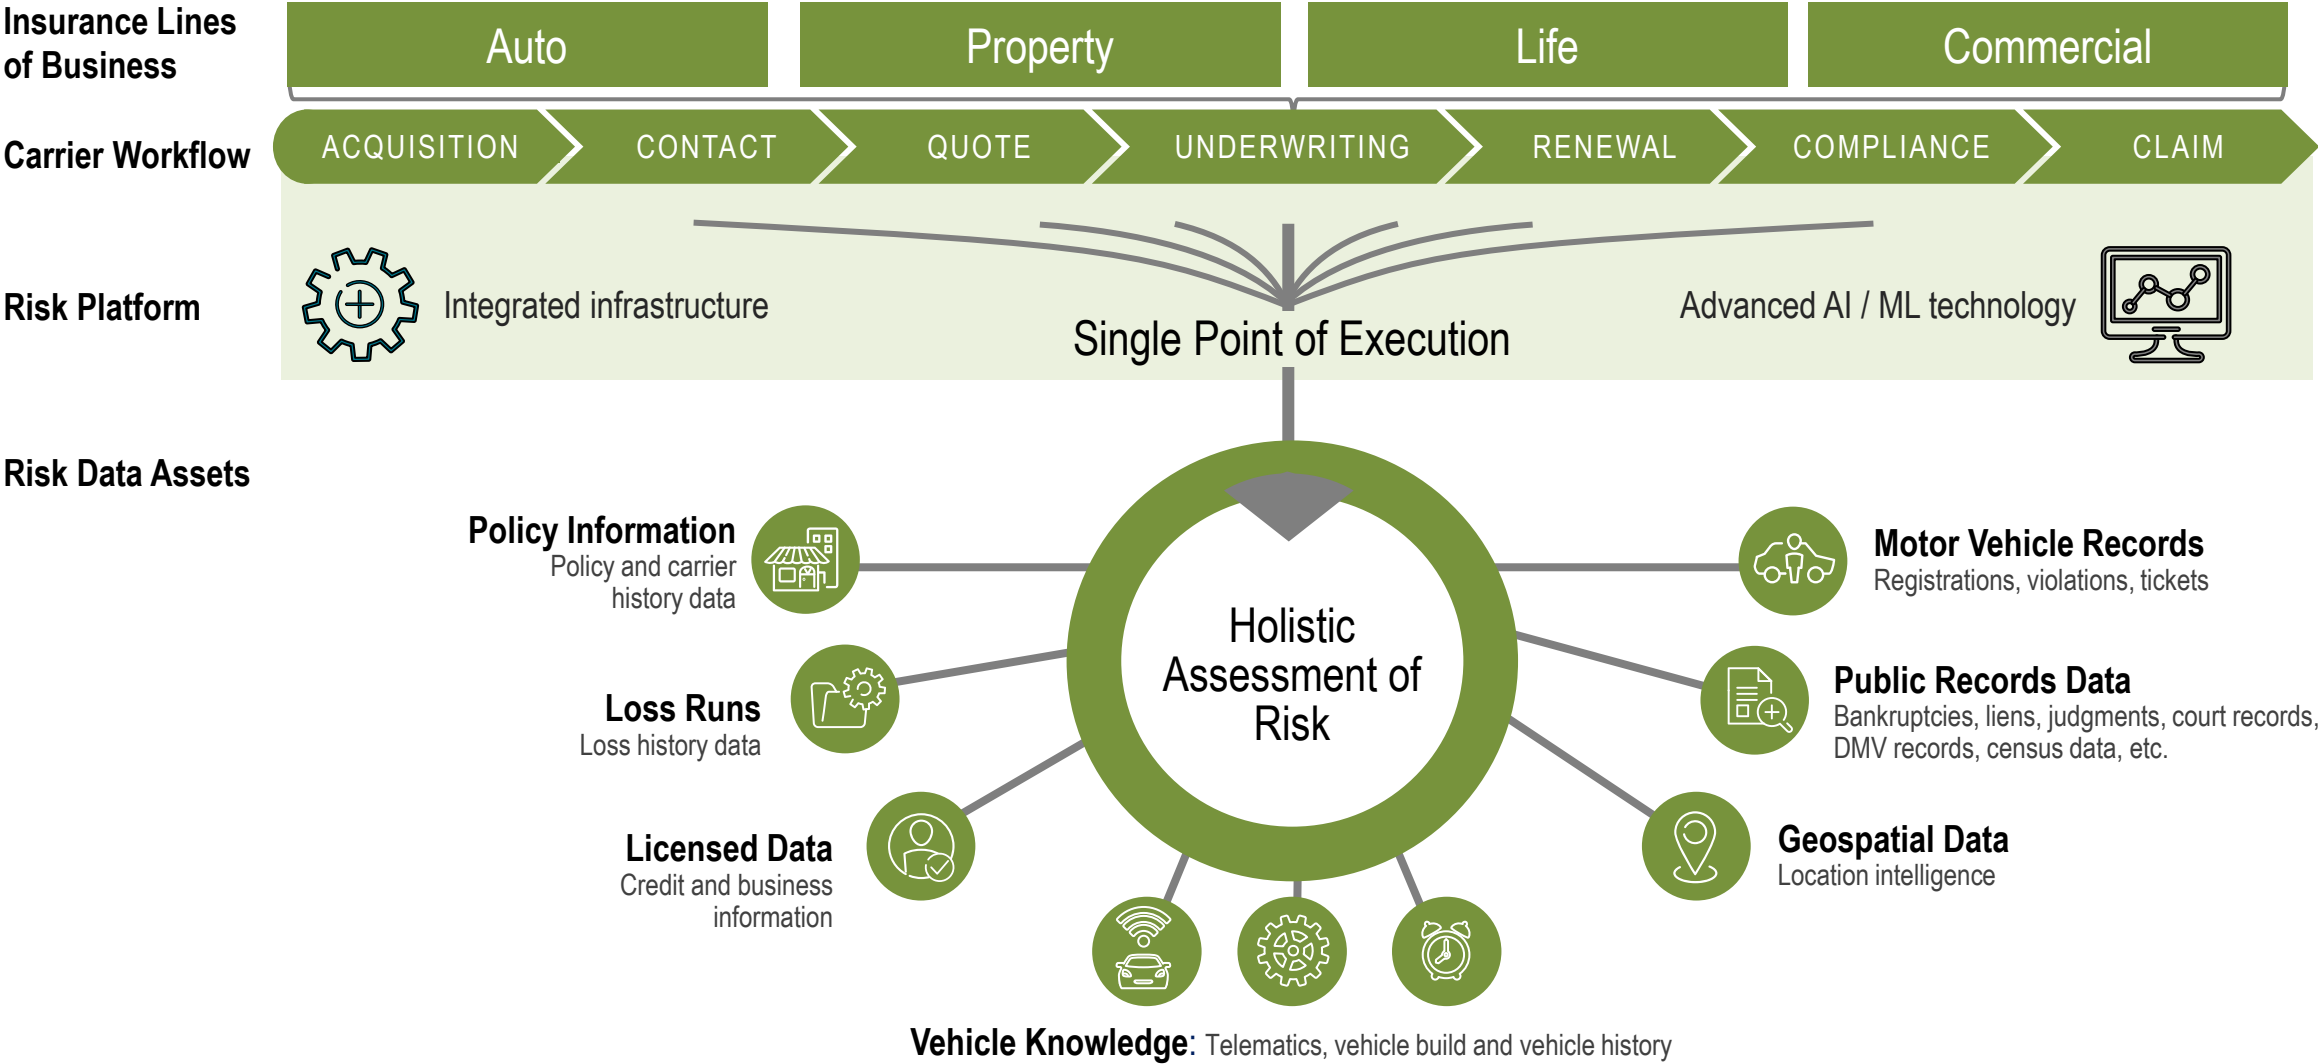 Insurance Lines
of Business
Auto
Property
Life
Commercial
Carrier Workflow
ACQUISITION
CONTACT
QUOTE
UNDERWRITING
RENEWAL
COMPLIANCE
CLAIM
Risk Platform
Integrated infrastructure
Single Point of Execution
Advanced AI / ML technology
Risk Data Assets
Policy Information
Policy and carrier
history data
Loss Runs
Loss history data
Licensed Data
Credit and business
information
Holistic
Assessment of
Risk
Motor Vehicle Records
Registrations, violations, tickets
Public Records Data
Bankruptcies, liens, judgments, court records,
DMV records, census data, etc.
Geospatial Data
Location intelligence
Vehicle Knowledge: Telematics, vehicle build and vehicle history